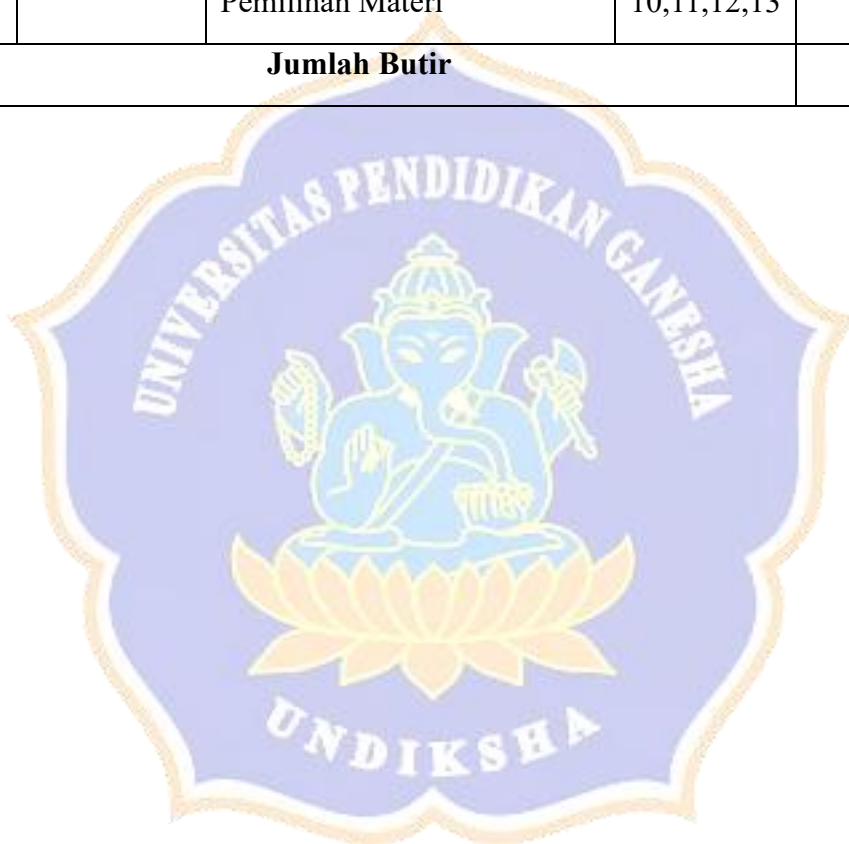 Pemilihan Materi 10,11,12,13
Jumlah Butir
UNIVERSITAS PENDIDIKAN GANESHA
UNDIKSHA